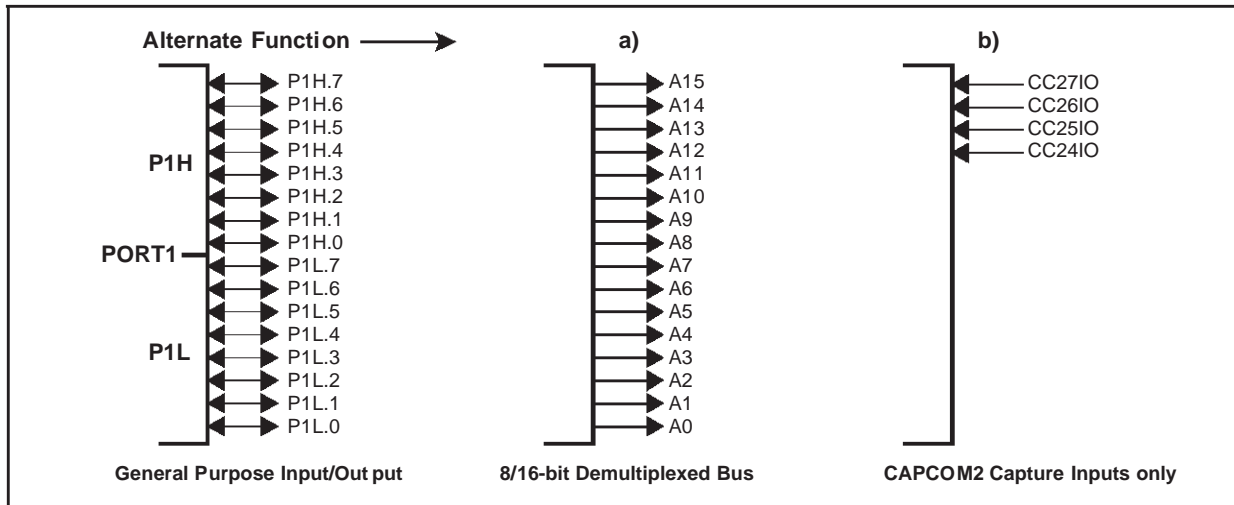 Alternate Function a) b)
P1H.7 A15 CC27IO
P1H.6 A14 CC26IO
P1H.5 A13 CC25IO
P1H.4 A12 CC24IO
P1H
P1H.3 A11
P1H.2 A10
P1H.1 A9
P1H.0 A8
PORT1
P1L.7 A7
P1L.6 A6
P1L.5 A5
P1L.4 A4
P1L
P1L.3 A3
P1L.2 A2
P1L.1 A1
P1L.0 A0
General Purpose Input/Output 8/16-bit Demultiplexed Bus CAPCOM2 Capture Inputs only